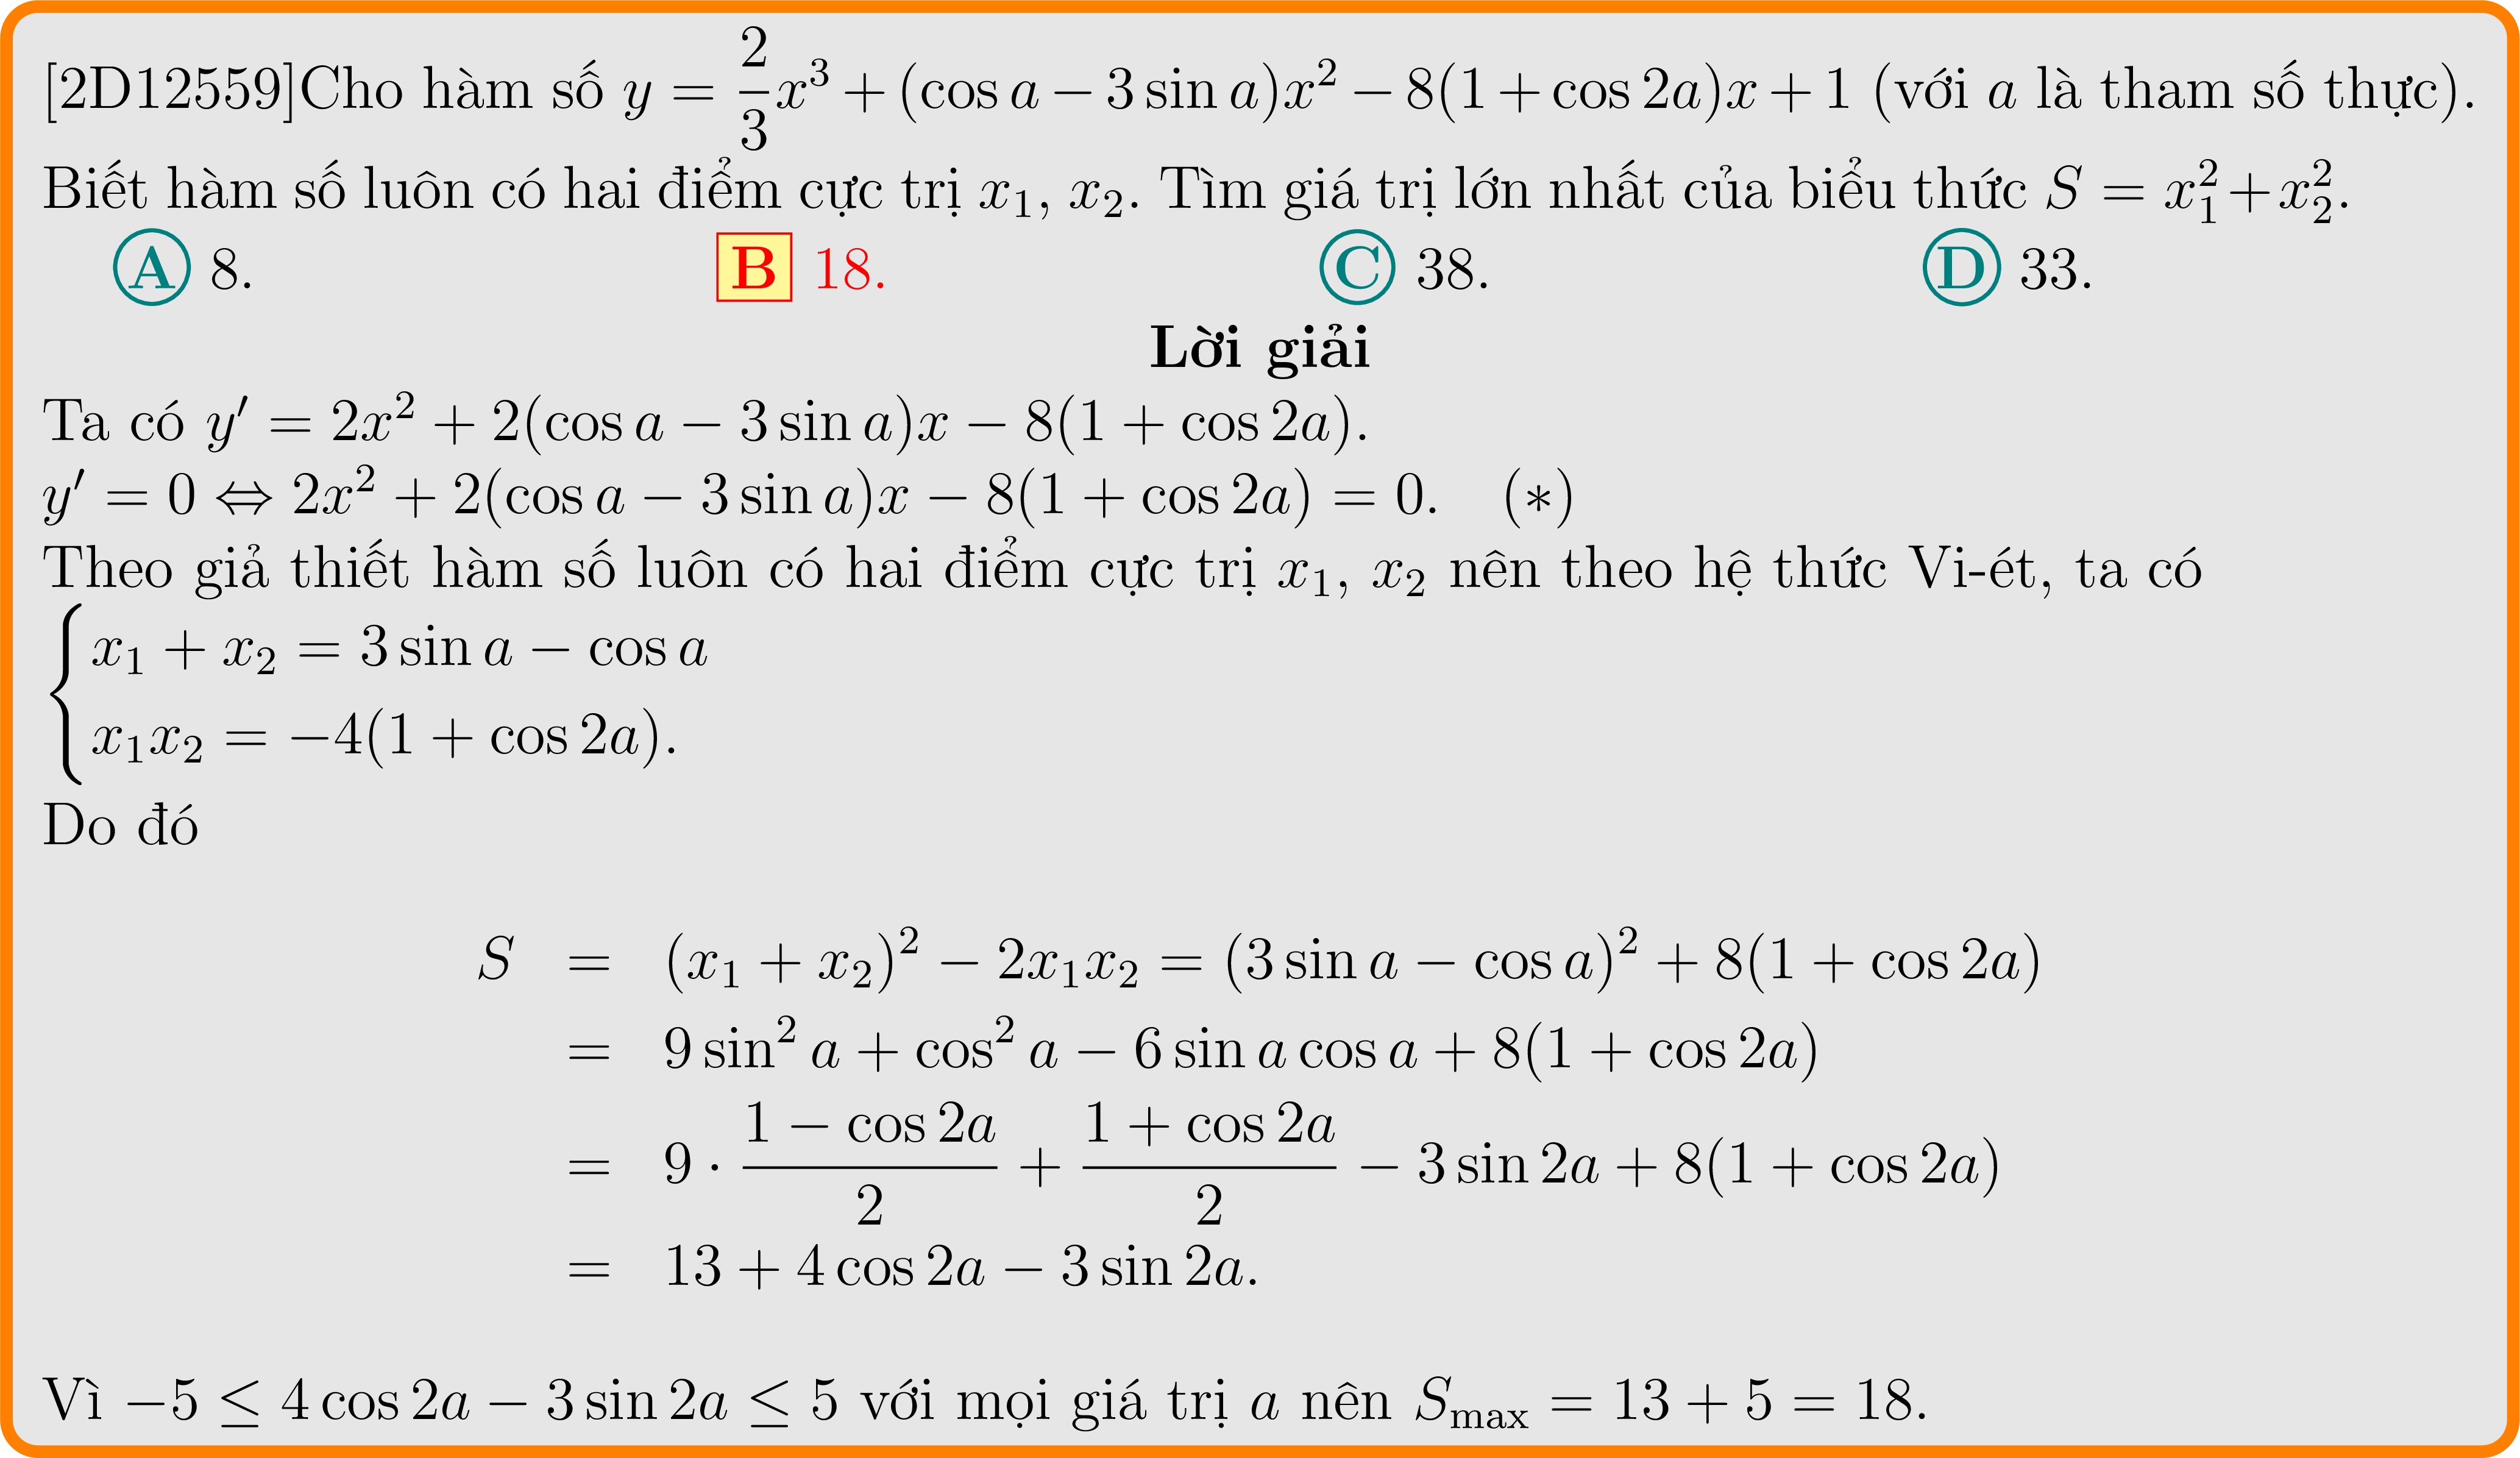 [2D12559]Cho hàm số $y = \dfrac{2}{3}x^3 + (\cos a - 3\sin a)x^2 - 8(1 + \cos 2a)x + 1$ (với $a$ là tham số thực).
Biết hàm số luôn có hai điểm cực trị $x_1$, $x_2$. Tìm giá trị lớn nhất của biểu thức $S = x_1^2 + x_2^2$.
A 8. B 18. C 38. D 33.
Lời giải
Ta có $y' = 2x^2 + 2(\cos a - 3\sin a)x - 8(1 + \cos 2a)$.
$y' = 0 \Leftrightarrow 2x^2 + 2(\cos a - 3\sin a)x - 8(1 + \cos 2a) = 0.$ $(*)$
Theo giả thiết hàm số luôn có hai điểm cực trị $x_1$, $x_2$ nên theo hệ thức Vi-ét, ta có
$\begin{cases} x_1 + x_2 = 3\sin a - \cos a \\ x_1x_2 = -4(1 + \cos 2a). \end{cases}$
Do đó
$S = (x_1 + x_2)^2 - 2x_1x_2 = (3\sin a - \cos a)^2 + 8(1 + \cos 2a)$
$= 9\sin^2 a + \cos^2 a - 6\sin a\cos a + 8(1 + \cos 2a)$
$= 9 \cdot \dfrac{1 - \cos 2a}{2} + \dfrac{1 + \cos 2a}{2} - 3\sin 2a + 8(1 + \cos 2a)$
$= 13 + 4\cos 2a - 3\sin 2a.$
Vì $-5 \leq 4\cos 2a - 3\sin 2a \leq 5$ với mọi giá trị $a$ nên $S_{\max} = 13 + 5 = 18$.